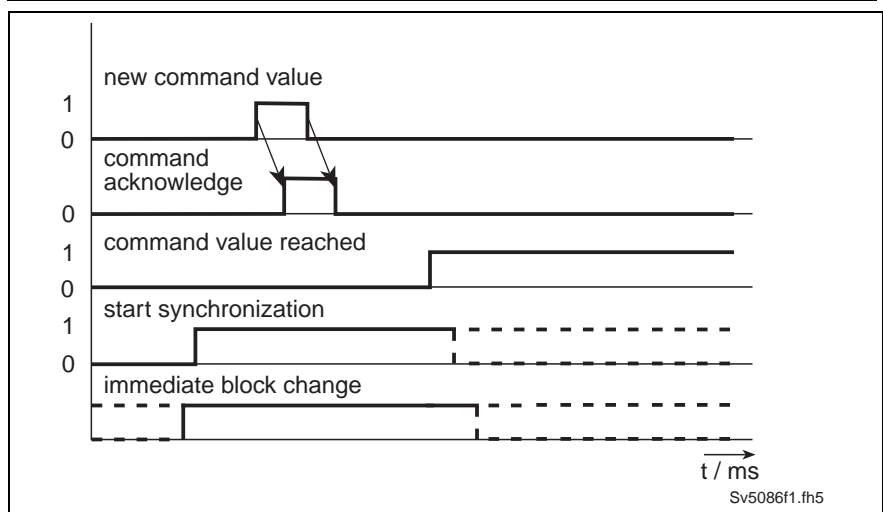 new command value
1
0
command
acknowledge
0
command value reached
1
0
start synchronization
1
0
immediate block change
t / ms
Sv5086f1.fh5